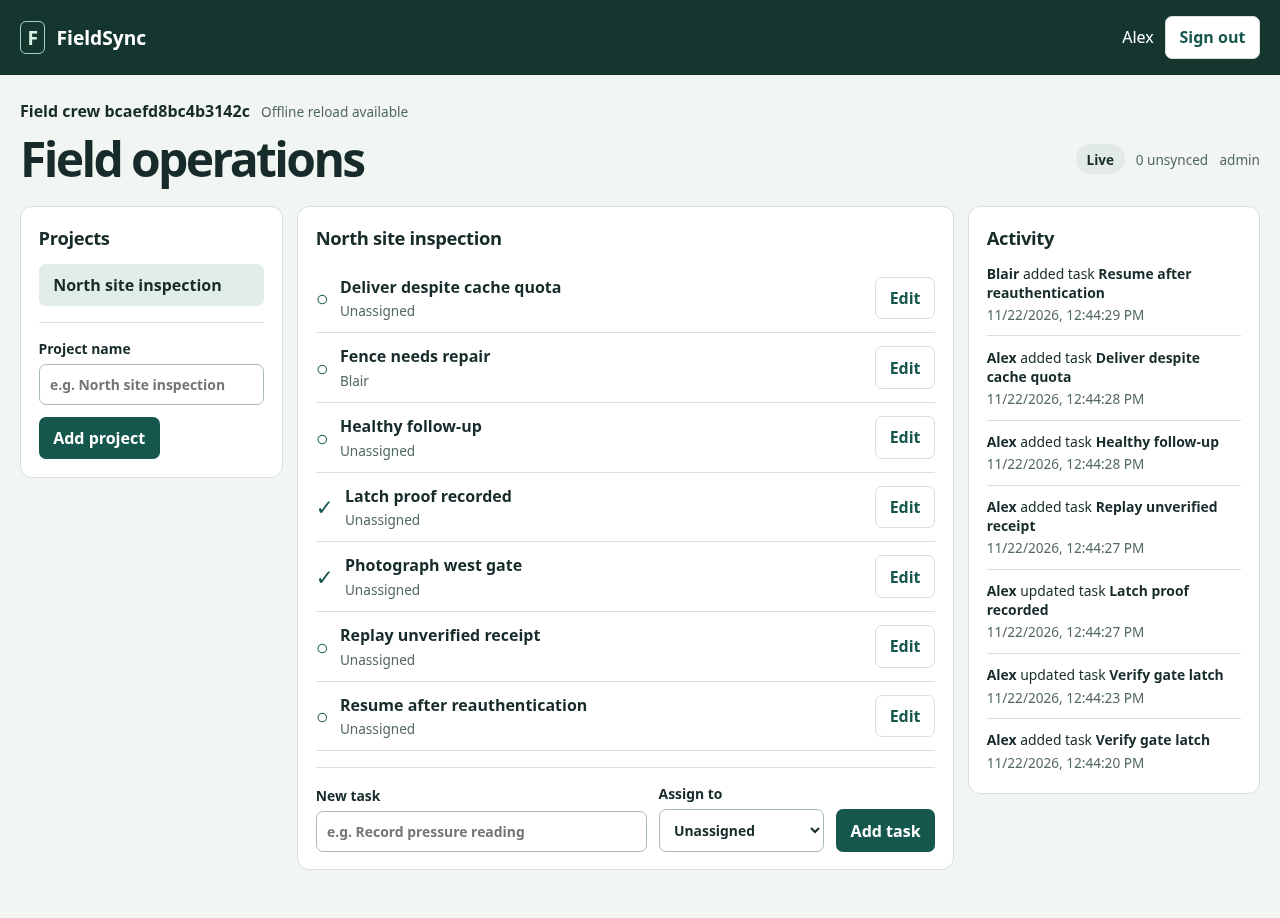 F FieldSync
Alex Sign out
Field crew bcaefd8bc4b3142c Offline reload available
Field operations
Live 0 unsynced admin
Projects
North site inspection
Project name
e.g. North site inspection
Add project
North site inspection
Deliver despite cache quota
Unassigned
Edit
Fence needs repair
Blair
Edit
Healthy follow-up
Unassigned
Edit
✓ Latch proof recorded
Unassigned
Edit
✓ Photograph west gate
Unassigned
Edit
Replay unverified receipt
Unassigned
Edit
Resume after reauthentication
Unassigned
Edit
New task
e.g. Record pressure reading
Assign to
Unassigned
Add task
Activity
Blair added task Resume after
reauthentication
11/22/2026, 12:44:29 PM
Alex added task Deliver despite
cache quota
11/22/2026, 12:44:28 PM
Alex added task Healthy follow-up
11/22/2026, 12:44:28 PM
Alex added task Replay unverified
receipt
11/22/2026, 12:44:27 PM
Alex updated task Latch proof
recorded
11/22/2026, 12:44:27 PM
Alex updated task Verify gate latch
11/22/2026, 12:44:23 PM
Alex added task Verify gate latch
11/22/2026, 12:44:20 PM